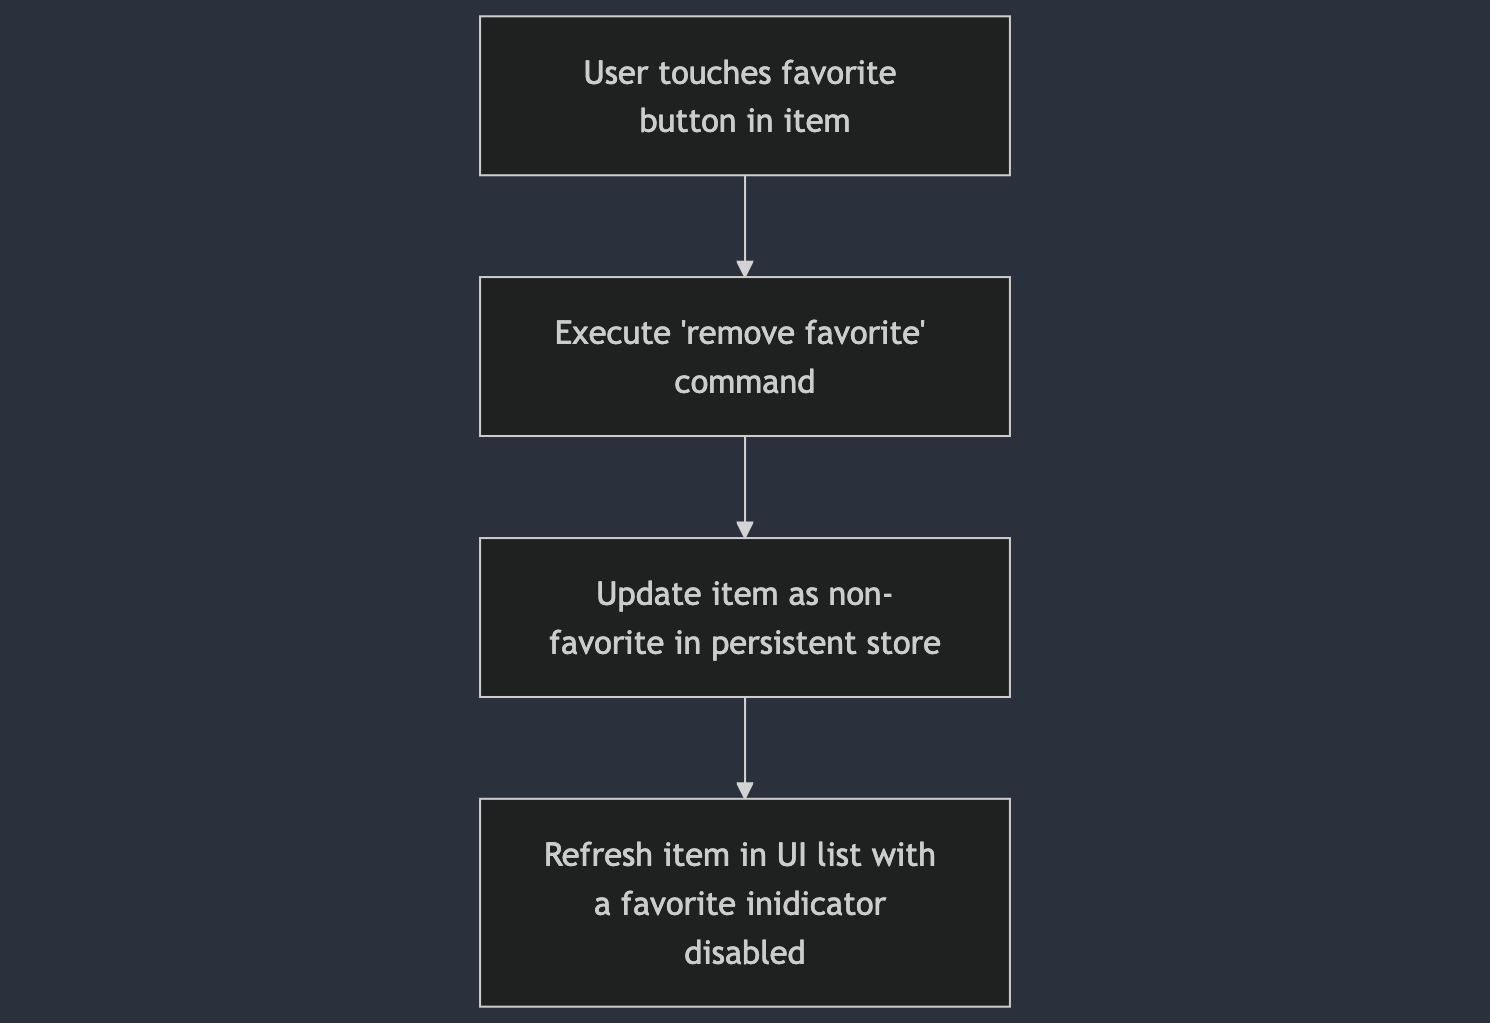 User touches favorite
button in item
Execute 'remove favorite'
command
Update item as non-
favorite in persistent store
Refresh item in UI list with
a favorite inidicator
disabled